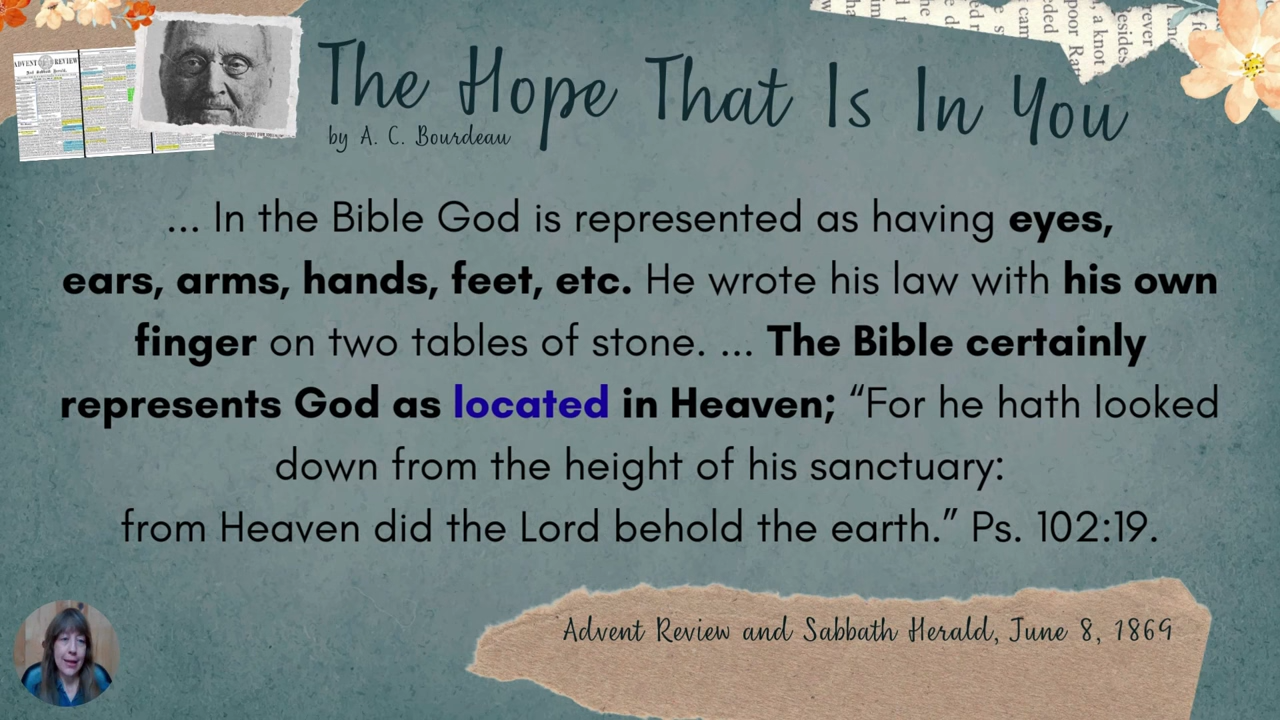 The Hope That Is In You
by A. C. Bourdeau
... In the Bible God is represented as having eyes,
ears, arms, hands, feet, etc. He wrote his law with his own
finger on two tables of stone. ... The Bible certainly
represents God as located in Heaven; “For he hath looked
down from the height of his sanctuary:
from Heaven did the Lord behold the earth.” Ps. 102:19.
Advent Review and Sabbath Herald, June 8, 1869